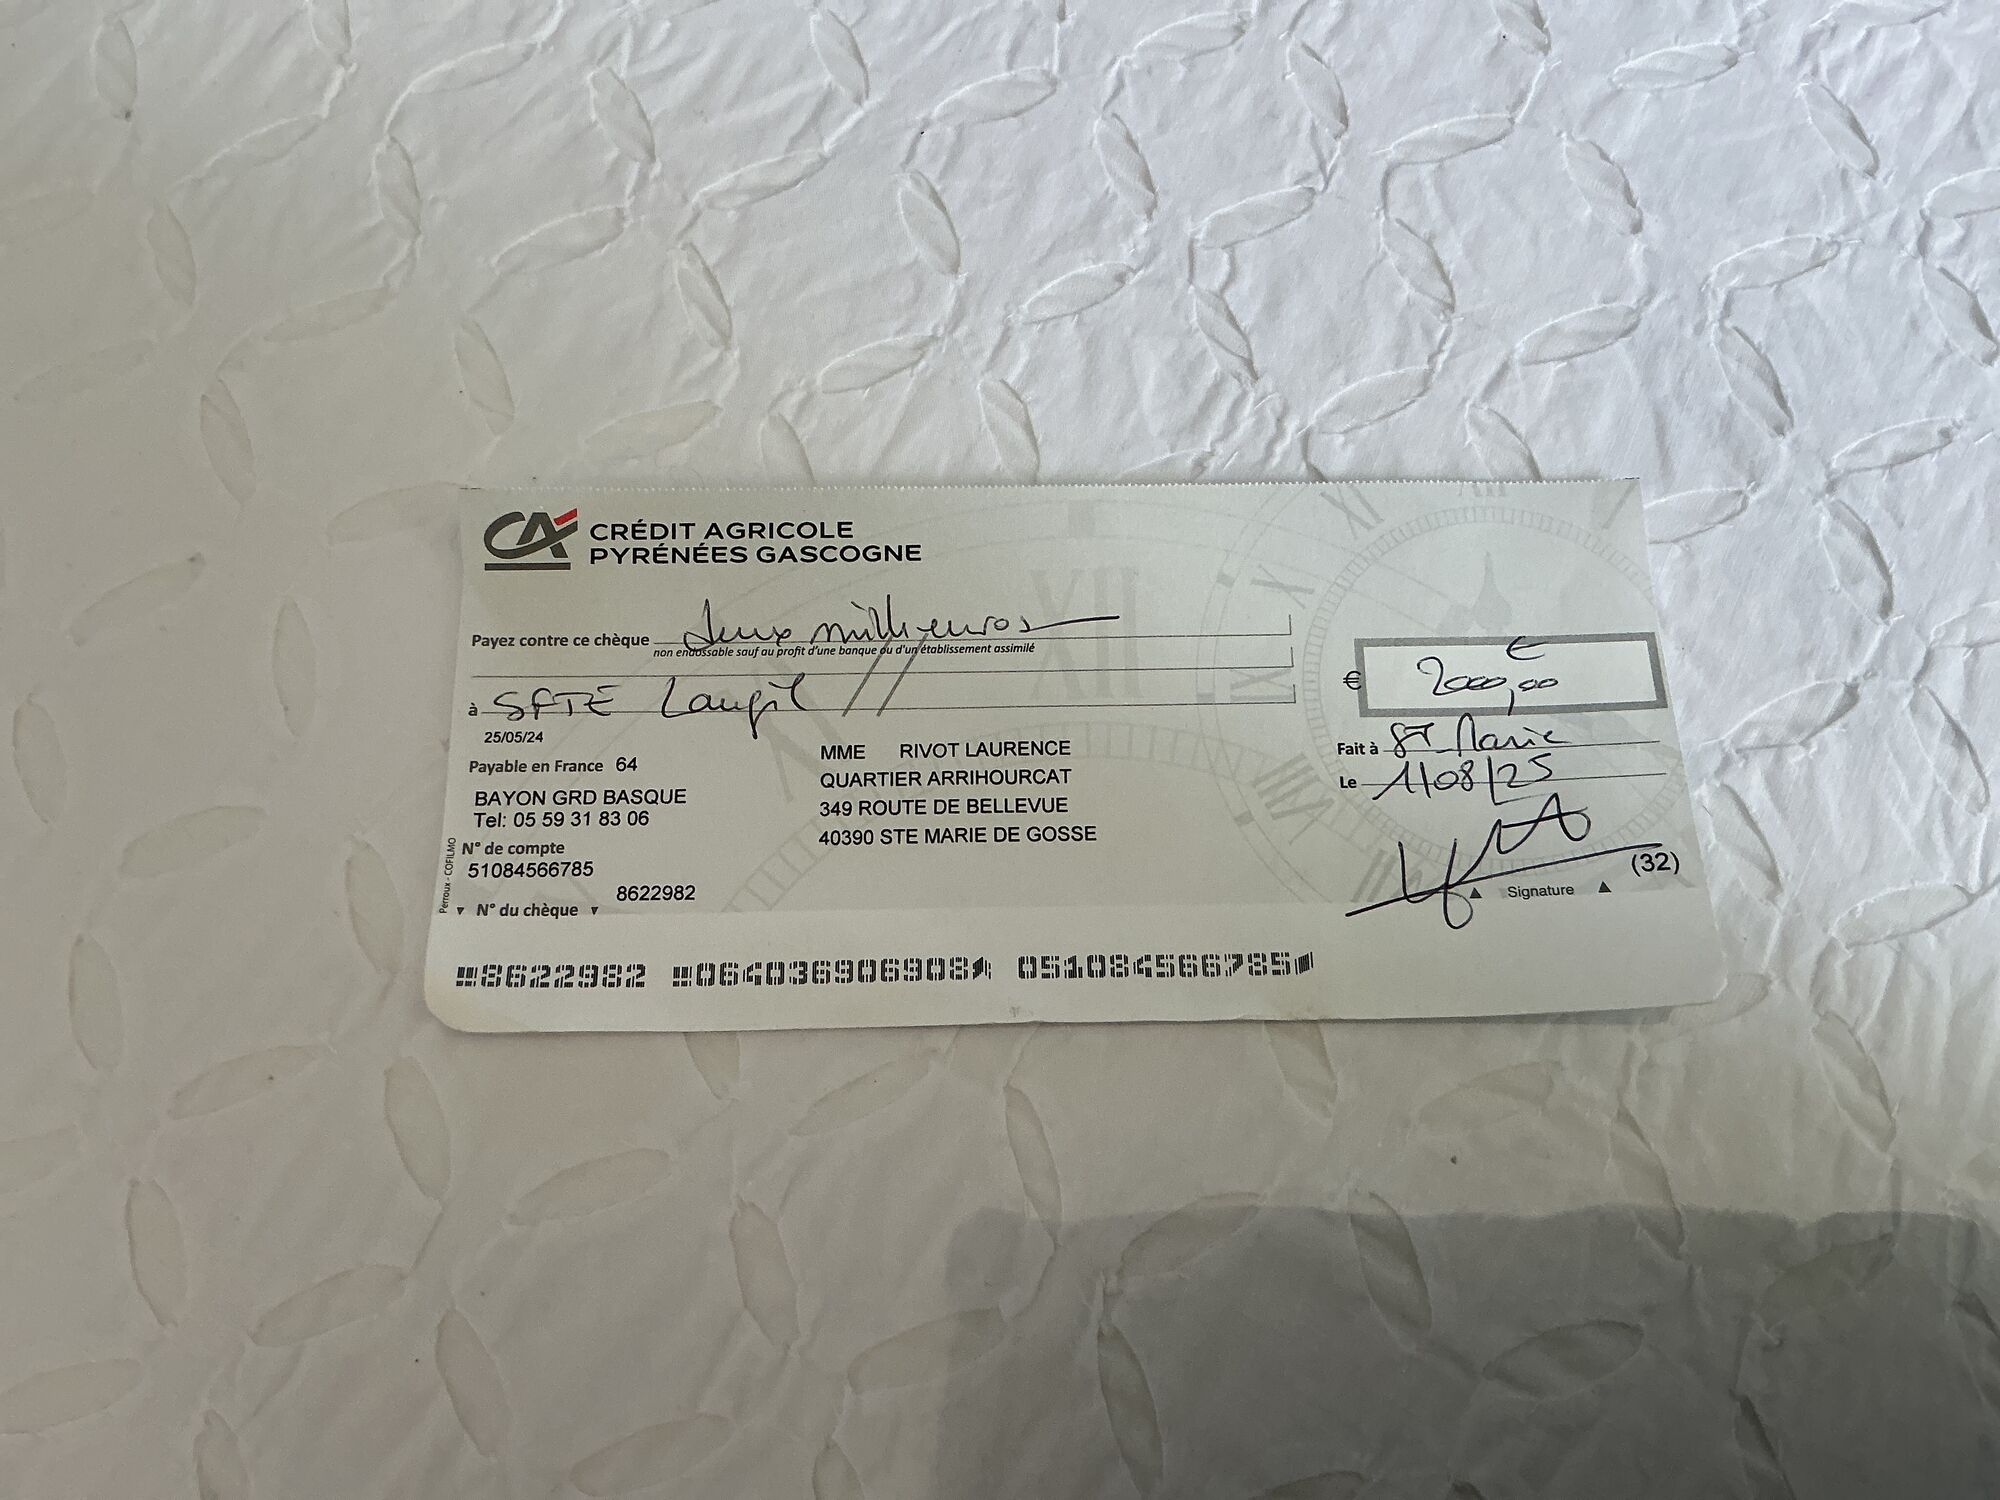 CA CRÉDIT AGRICOLE
PYRÉNÉES GASCOGNE
Payez contre ce chèque deux mille euros
non endossable sauf au profit d'une banque ou d'un établissement assimilé
€ 2000,00 €
à
25/05/24
Payable en France 64
BAYON GRD BASQUE
Tel: 05 59 31 83 06
N° de compte
51084566785
8622982
N° du chèque
MME RIVOT LAURENCE
QUARTIER ARRIHOURCAT
349 ROUTE DE BELLEVUE
40390 STE MARIE DE GOSSE
Fait à ST Marie
Le 1/08/25
(32)
Signature
Perroux - COFILMO
8622982 064036906908 051084566785
XII